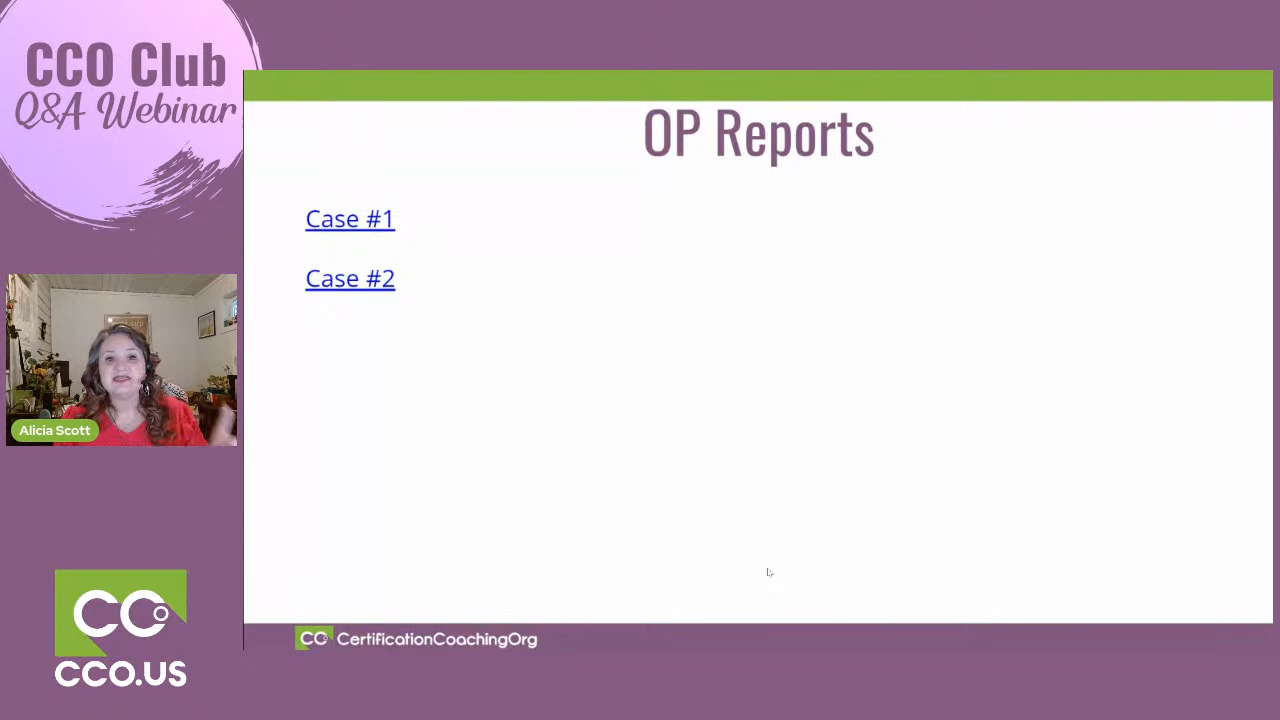 CCO Club
Q&A Webinar
OP Reports
Case #1
Case #2
Alicia Scott
CCO
CCO.US
CCO CertificationCoachingOrg